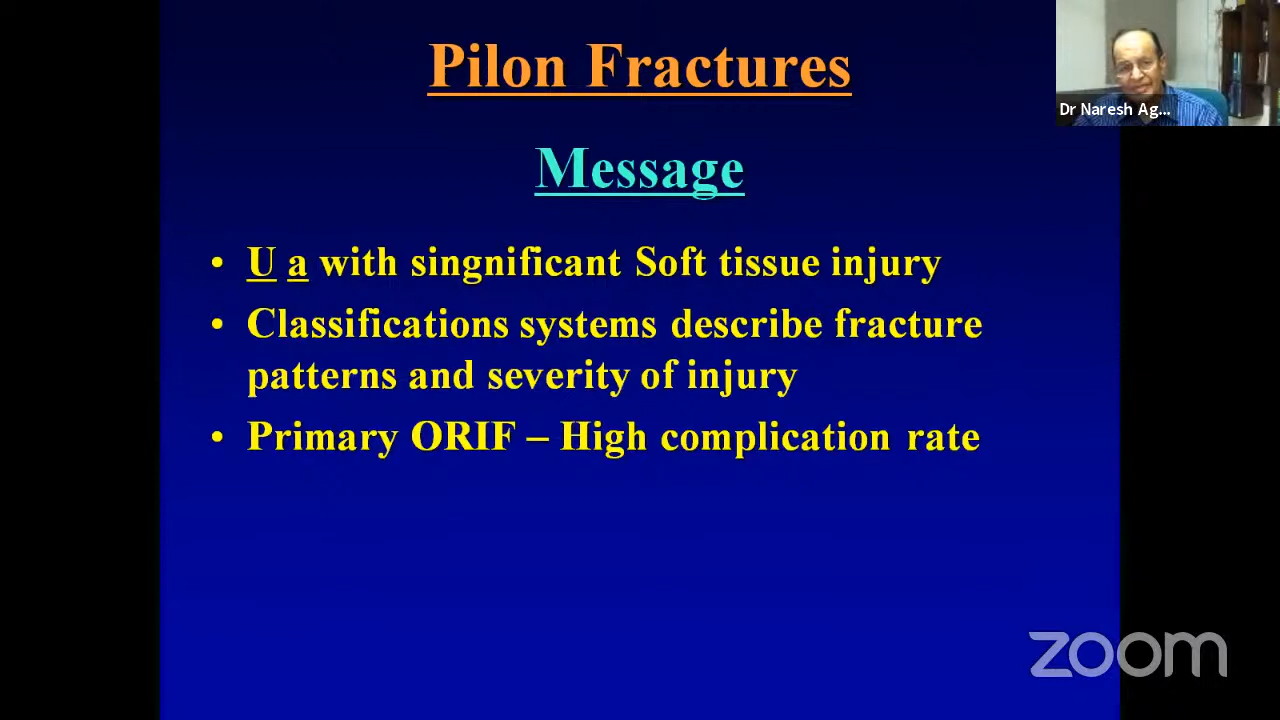 Pilon Fractures
Dr Naresh Ag...
Message
• U a with singnificant Soft tissue injury
• Classifications systems describe fracture
patterns and severity of injury
• Primary ORIF – High complication rate
zoom